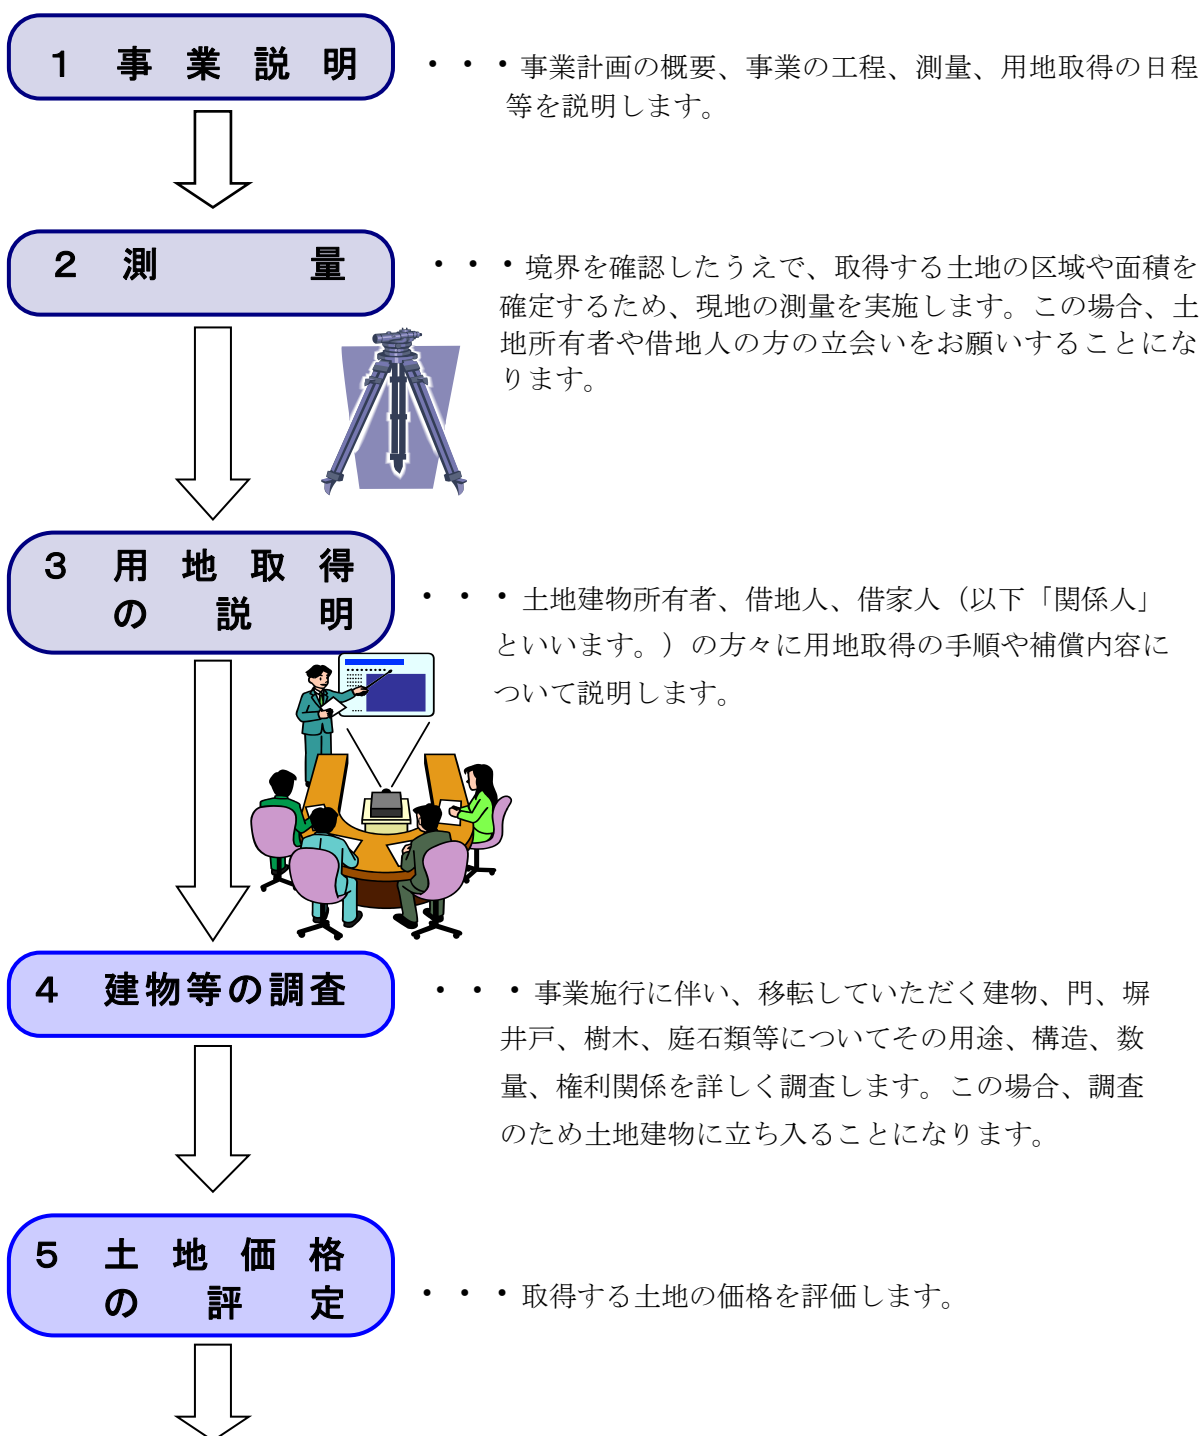 １　事　業　説　明
・・・事業計画の概要、事業の工程、測量、用地取得の日程
等を説明します。
２　測　　　　　量
・・・境界を確認したうえで、取得する土地の区域や面積を
確定するため、現地の測量を実施します。この場合、土
地所有者や借地人の方の立会いをお願いすることにな
ります。
３　用　地　取　得
の　　説　　明
・・・土地建物所有者、借地人、借家人（以下「関係人」
といいます。）の方々に用地取得の手順や補償内容に
ついて説明します。
４　建物等の調査
・・・事業施行に伴い、移転していただく建物、門、塀
井戸、樹木、庭石類等についてその用途、構造、数
量、権利関係を詳しく調査します。この場合、調査
のため土地建物に立ち入ることになります。
５　土　地　価　格
の　　評　　定
・・・取得する土地の価格を評価します。